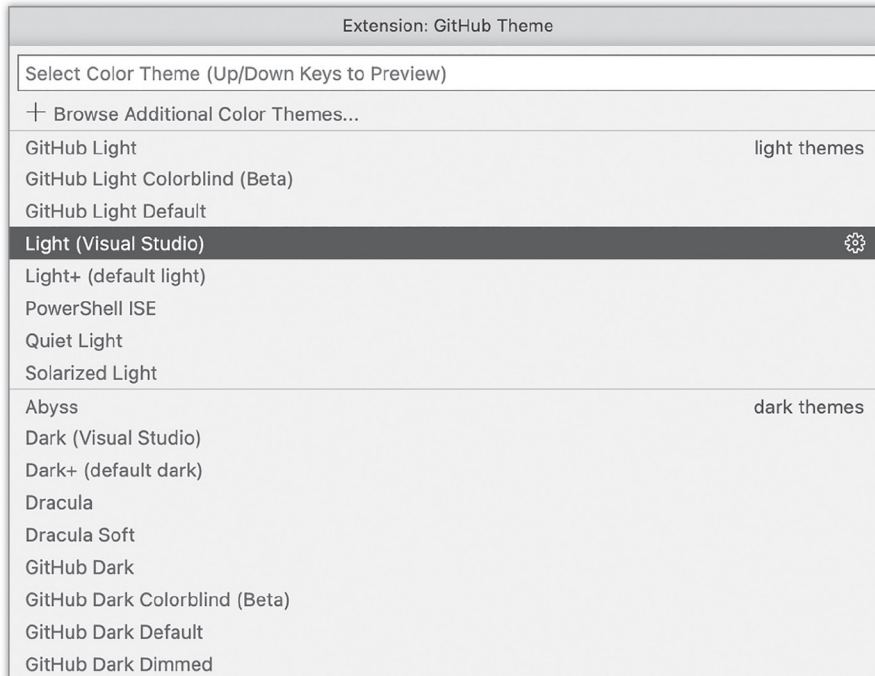 Extension: GitHub Theme
Select Color Theme (Up/Down Keys to Preview)
+ Browse Additional Color Themes...
GitHub Light light themes
GitHub Light Colorblind (Beta)
GitHub Light Default
Light (Visual Studio)
Light+ (default light)
PowerShell ISE
Quiet Light
Solarized Light
Abyss dark themes
Dark (Visual Studio)
Dark+ (default dark)
Dracula
Dracula Soft
GitHub Dark
GitHub Dark Colorblind (Beta)
GitHub Dark Default
GitHub Dark Dimmed